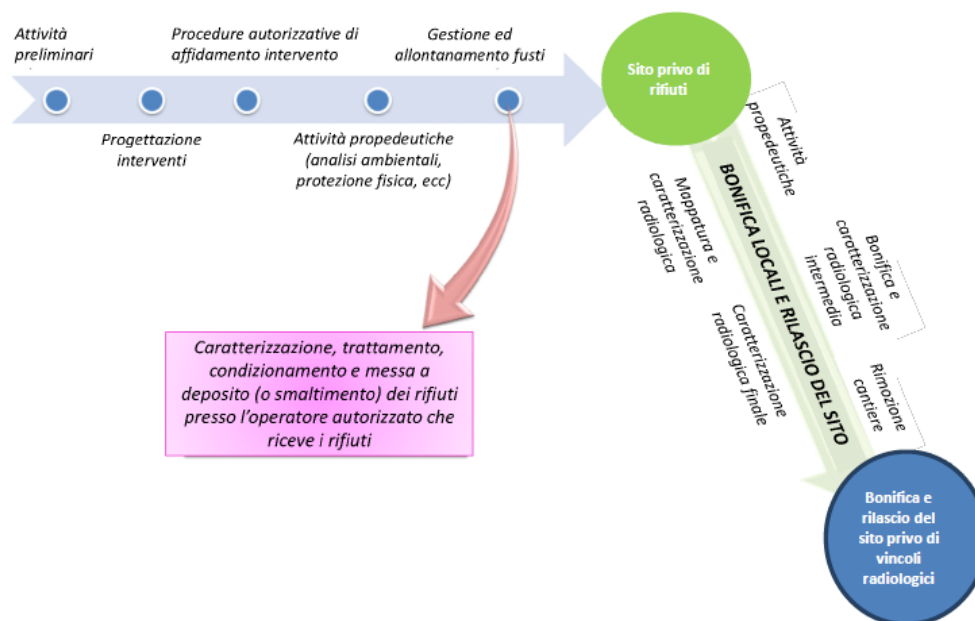 Attività
preliminari
Procedure autorizzative di
affidamento intervento
Gestione ed
allontanamento fusti
Progettazione
interventi
Attività propedeutiche
(analisi ambientali,
protezione fisica, ecc)
Sito privo di
rifiuti
Caratterizzazione, trattamento,
condizionamento e messa a
deposito (o smaltimento) dei rifiuti
presso l'operatore autorizzato che
riceve i rifiuti
Attività
propedeutiche
Mappatura e
caratterizzazione
radiologica
BONIFICA LOCALI E RILASCIO DEL SITO
Bonifica e
caratterizzazione
radiologica
intermedia
Caratterizzazione
radiologica finale
Rimozione
cantiere
Bonifica e
rilascio del
sito privo di
vincoli
radiologici